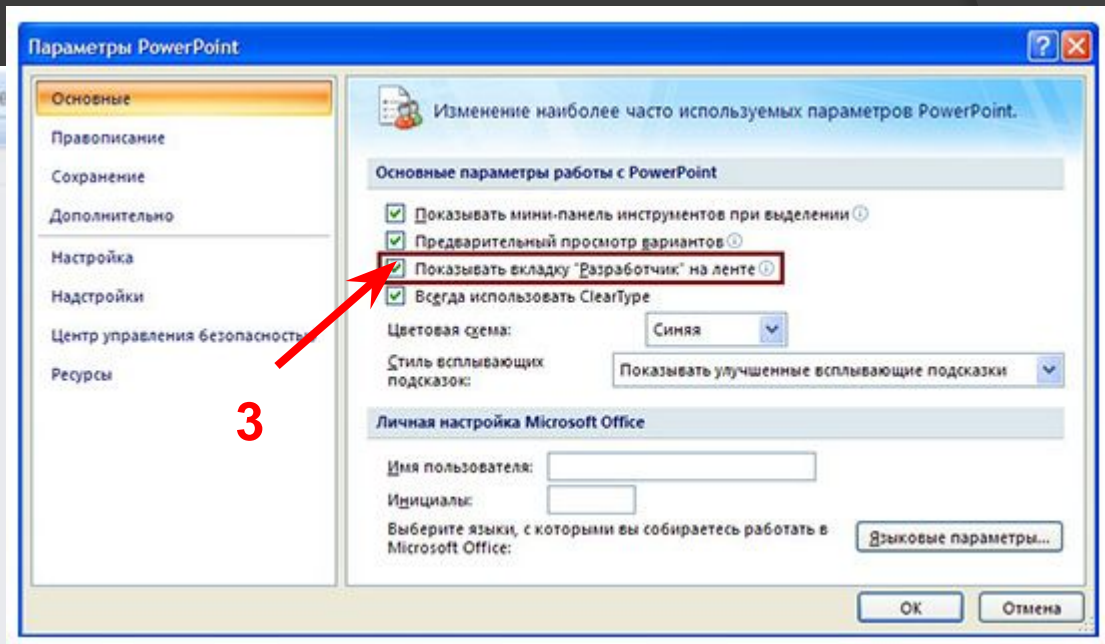 Параметры PowerPoint
Основные
Правописание
Сохранение
Дополнительно
Настройка
Надстройки
Центр управления безопасностью
Ресурсы
3
Изменение наиболее часто используемых параметров PowerPoint.
Основные параметры работы с PowerPoint
Показывать мини-панель инструментов при выделении
Предварительный просмотр вариантов
Показывать вкладку "Разработчик" на ленте
Всегда использовать ClearType
Цветовая схема: Синяя
Стиль всплывающих
подсказок: Показывать улучшенные всплывающие подсказки
Личная настройка Microsoft Office
Имя пользователя:
Инициалы:
Выберите языки, с которыми вы собираетесь работать в
Microsoft Office: Языковые параметры...
ОК Отмена